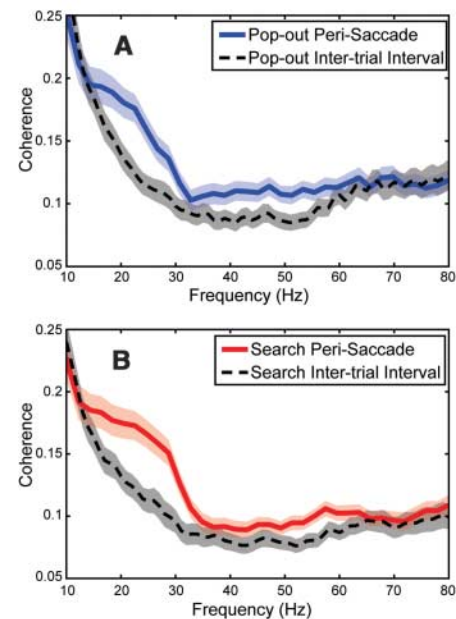 A
Pop-out Peri-Saccade
Pop-out Inter-trial Interval
Coherence
0.25
0.2
0.15
0.1
0.05
10 20 30 40 50 60 70 80
Frequency (Hz)
B
Search Peri-Saccade
Search Inter-trial Interval
Coherence
0.25
0.2
0.15
0.1
0.05
10 20 30 40 50 60 70 80
Frequency (Hz)